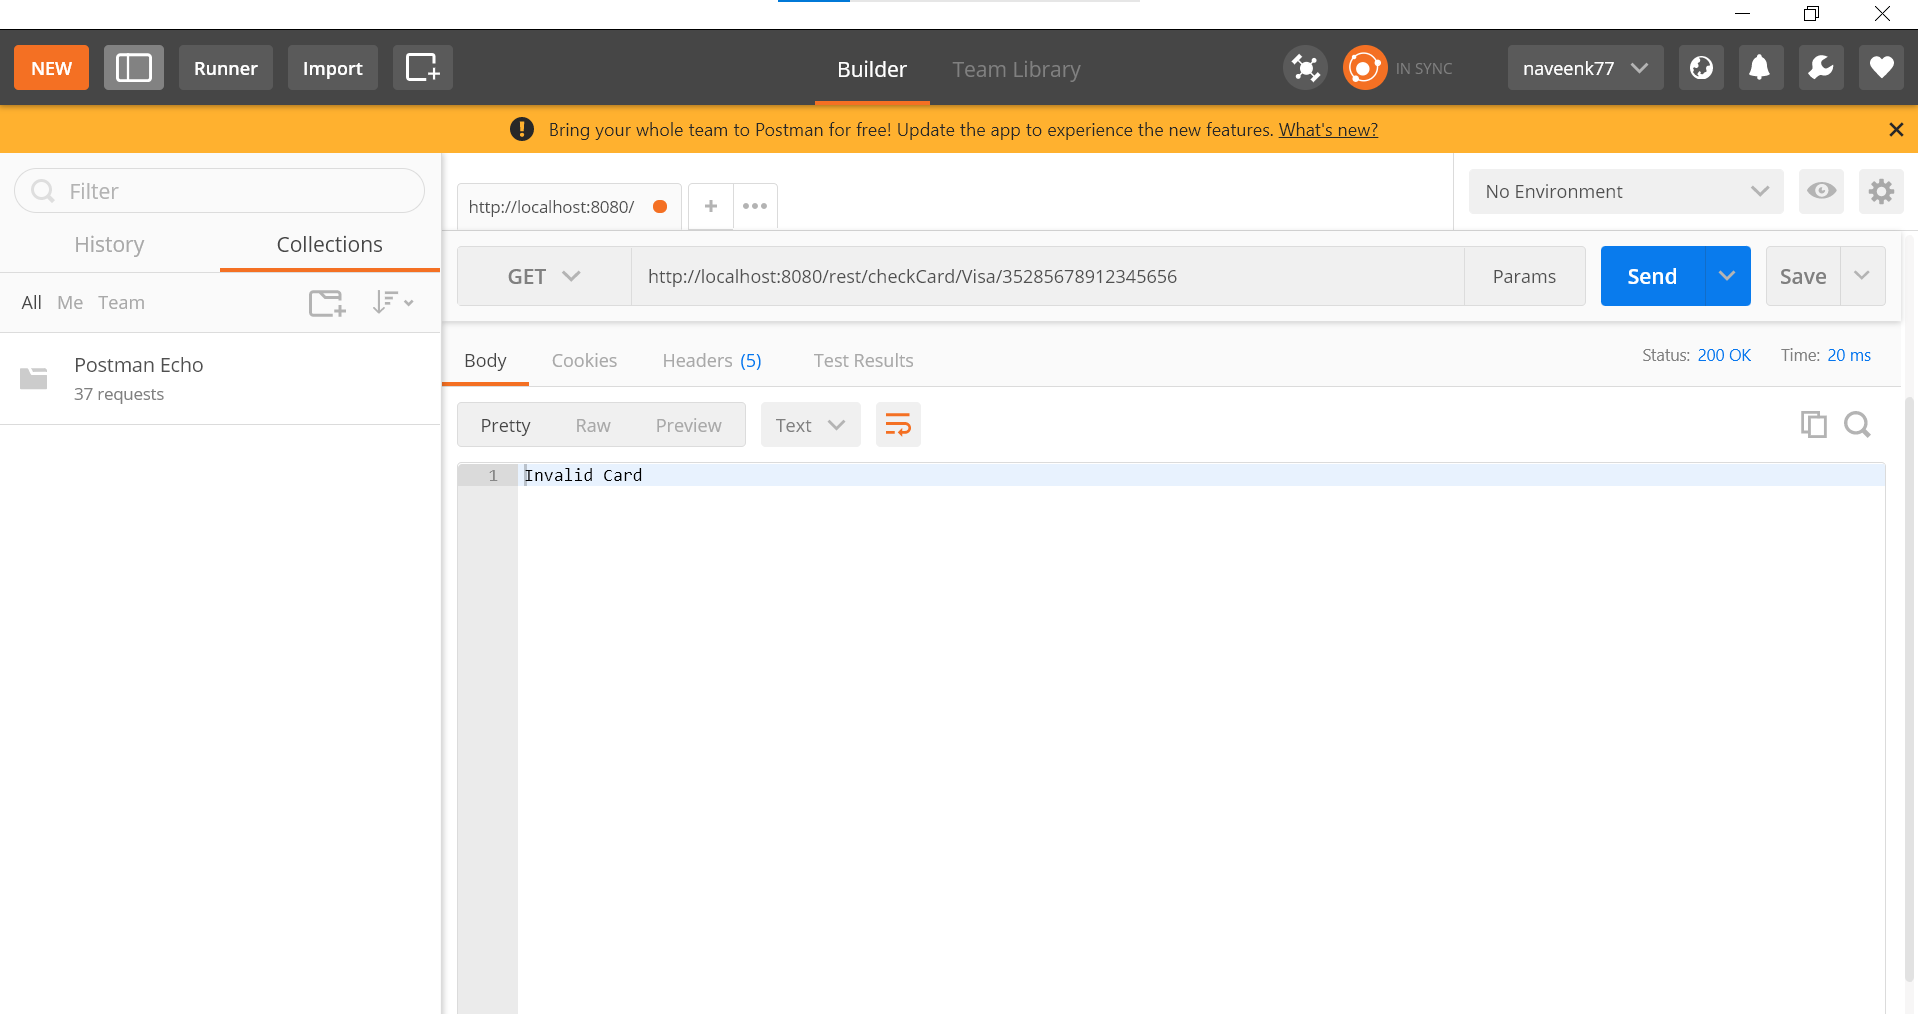 NEW
Runner
Import
Builder
Team Library
IN SYNC
naveenk77
Bring your whole team to Postman for free! Update the app to experience the new features. What's new?
Filter
History
Collections
All Me Team
Postman Echo
37 requests
http://localhost:8080/
No Environment
GET
http://localhost:8080/rest/checkCard/Visa/35285678912345656
Params
Send
Save
Body
Cookies
Headers (5)
Test Results
Status: 200 OK
Time: 20 ms
Pretty
Raw
Preview
Text
1 Invalid Card